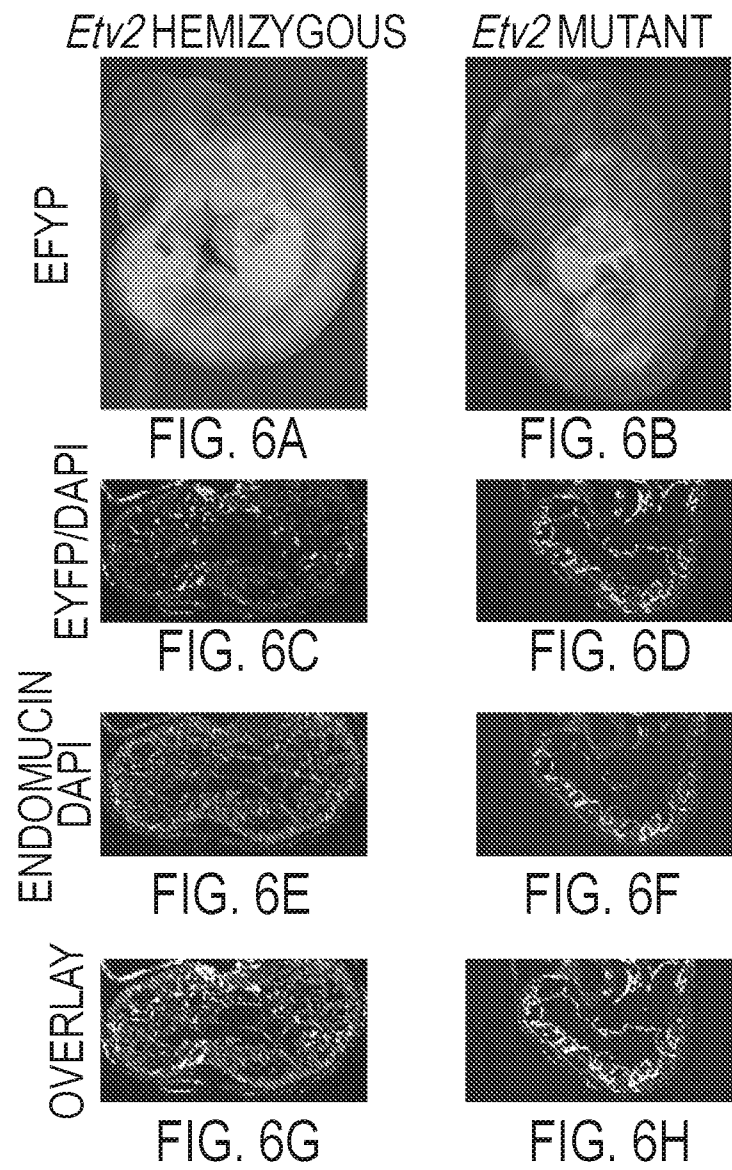 Etv2 HEMIZYGOUS
Etv2 MUTANT
EFYP
FIG. 6A
FIG. 6B
EYFP/DAPI
FIG. 6C
FIG. 6D
ENDOMUCIN
DAPI
FIG. 6E
FIG. 6F
OVERLAY
FIG. 6G
FIG. 6H